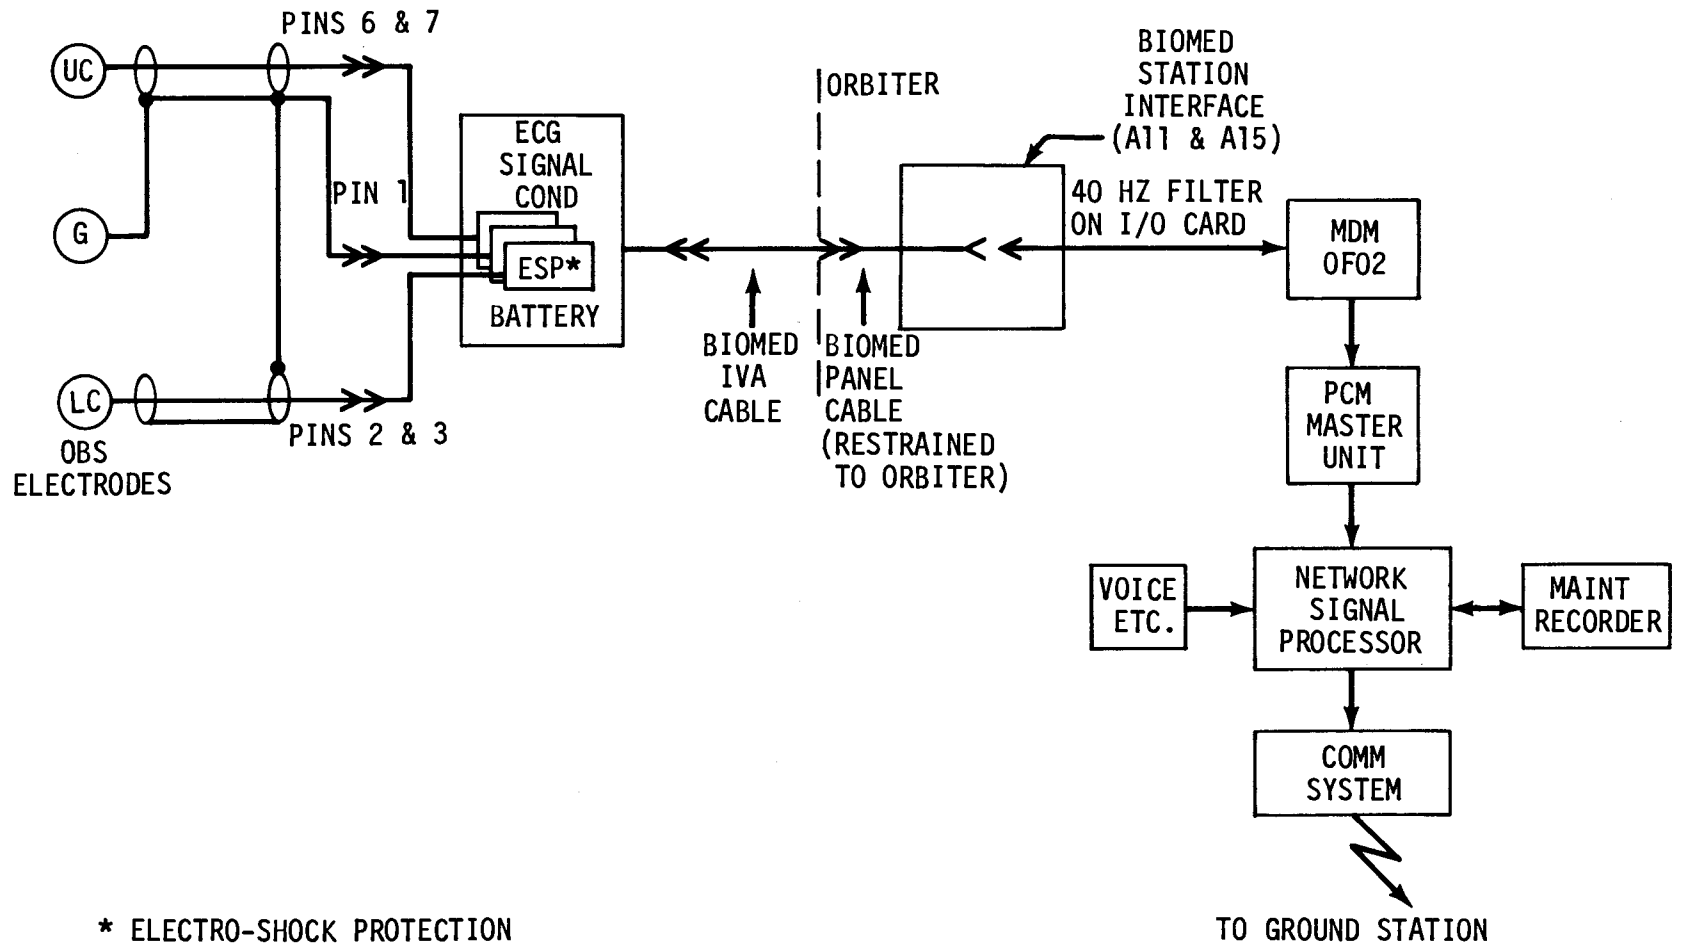 PINS 6 & 7
UC
G
PIN 1
LC
PINS 2 & 3
OBS
ELECTRODES
ECG
SIGNAL
COND
ESP*
BATTERY
BIOMED
IVA
CABLE
ORBITER
BIOMED
PANEL
CABLE
(RESTRAINED
TO ORBITER)
BIOMED
STATION
INTERFACE
(A11 & A15)
40 HZ FILTER
ON I/O CARD
MDM
OF02
PCM
MASTER
UNIT
VOICE
ETC.
NETWORK
SIGNAL
PROCESSOR
MAINT
RECORDER
COMM
SYSTEM
TO GROUND STATION
* ELECTRO-SHOCK PROTECTION